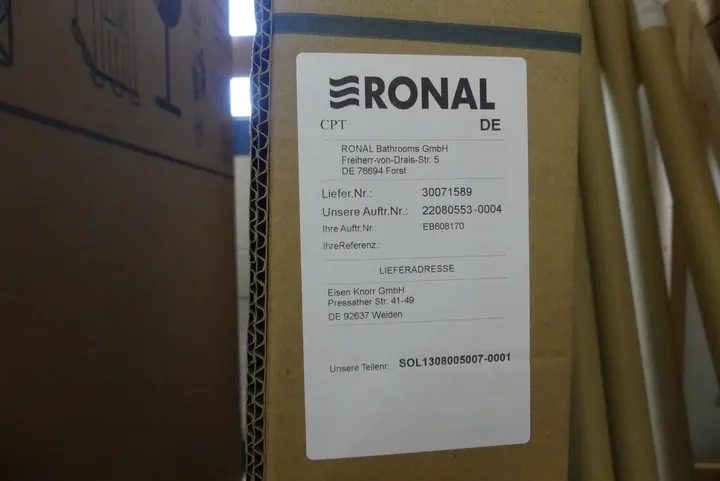 RONAL
CPT DE
RONAL Bathrooms GmbH
Freiherr-von-Drais-Str. 5
DE 76694 Forst
Liefer.Nr.: 30071589
Unsere Auftr.Nr.: 22080553-0004
Ihre Auftr.Nr.: EB608170
IhreReferenz.:
LIEFERADRESSE
Eisen Knorr GmbH
Pressather Str. 41-49
DE 92637 Weiden
Unsere Teilenr: SOL1308005007-0001